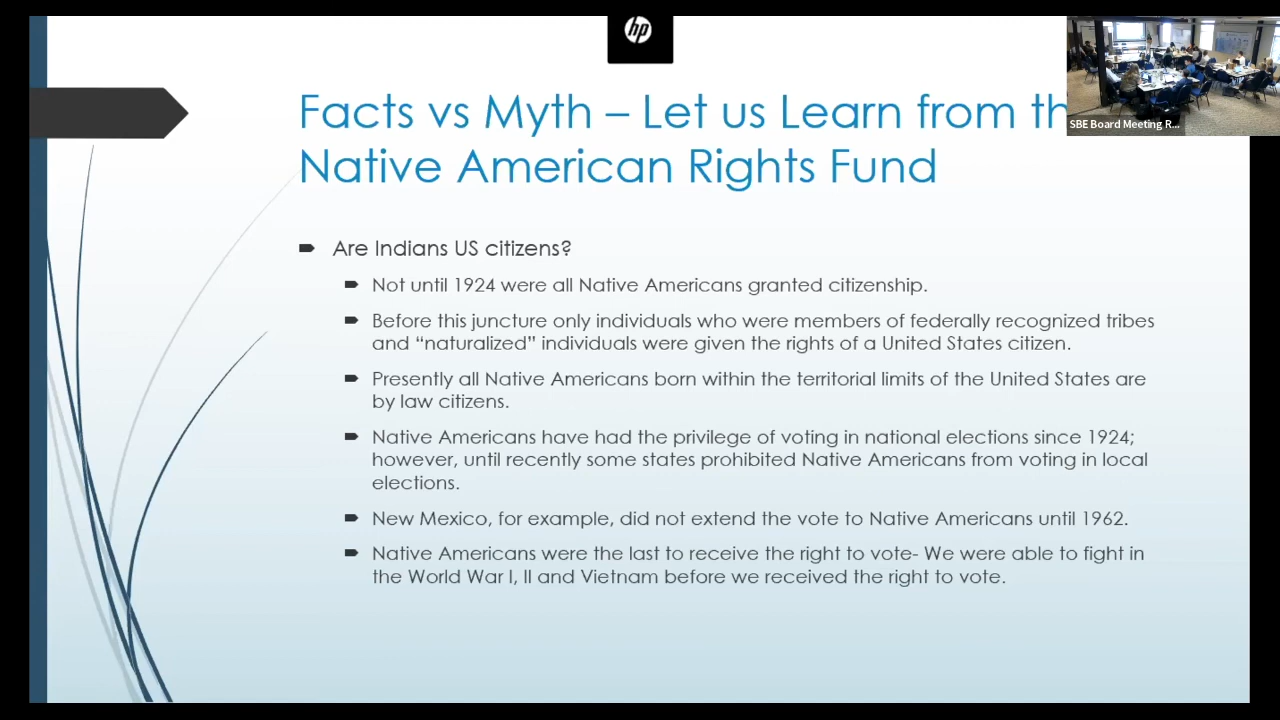 hp
Facts vs Myth – Let us Learn from th
SBE Board Meeting R...
Native American Rights Fund
Are Indians US citizens?
Not until 1924 were all Native Americans granted citizenship.
Before this juncture only individuals who were members of federally recognized tribes
and “naturalized” individuals were given the rights of a United States citizen.
Presently all Native Americans born within the territorial limits of the United States are
by law citizens.
Native Americans have had the privilege of voting in national elections since 1924;
however, until recently some states prohibited Native Americans from voting in local
elections.
New Mexico, for example, did not extend the vote to Native Americans until 1962.
Native Americans were the last to receive the right to vote- We were able to fight in
the World War I, II and Vietnam before we received the right to vote.